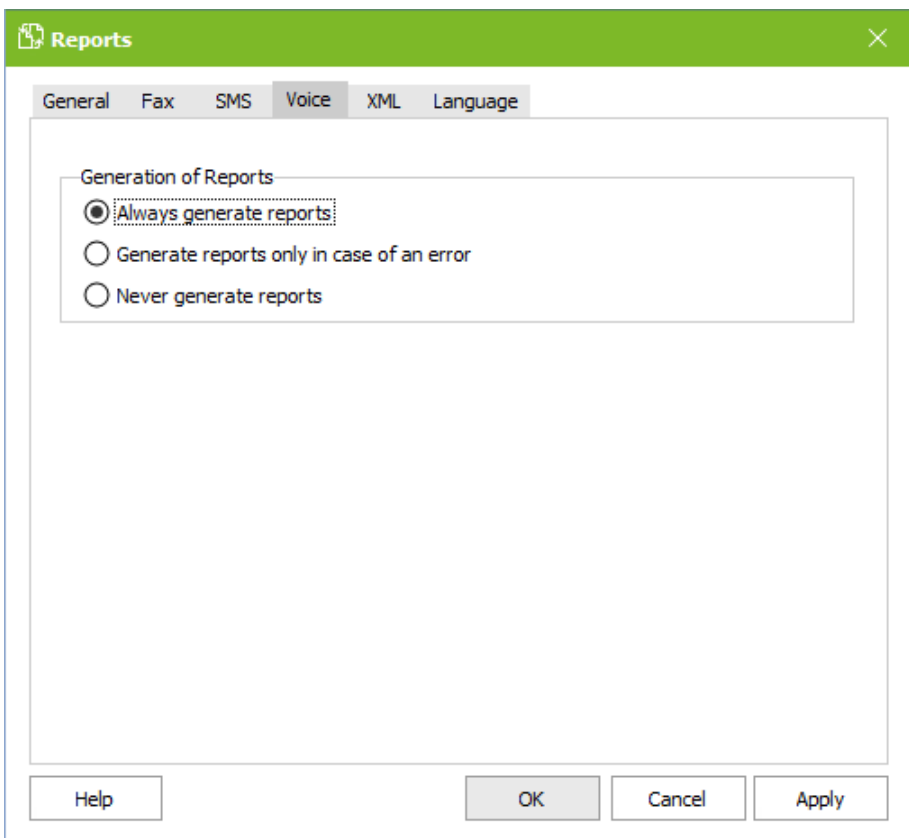 Reports
General Fax SMS Voice XML Language
Generation of Reports
Always generate reports
Generate reports only in case of an error
Never generate reports
Help OK Cancel Apply